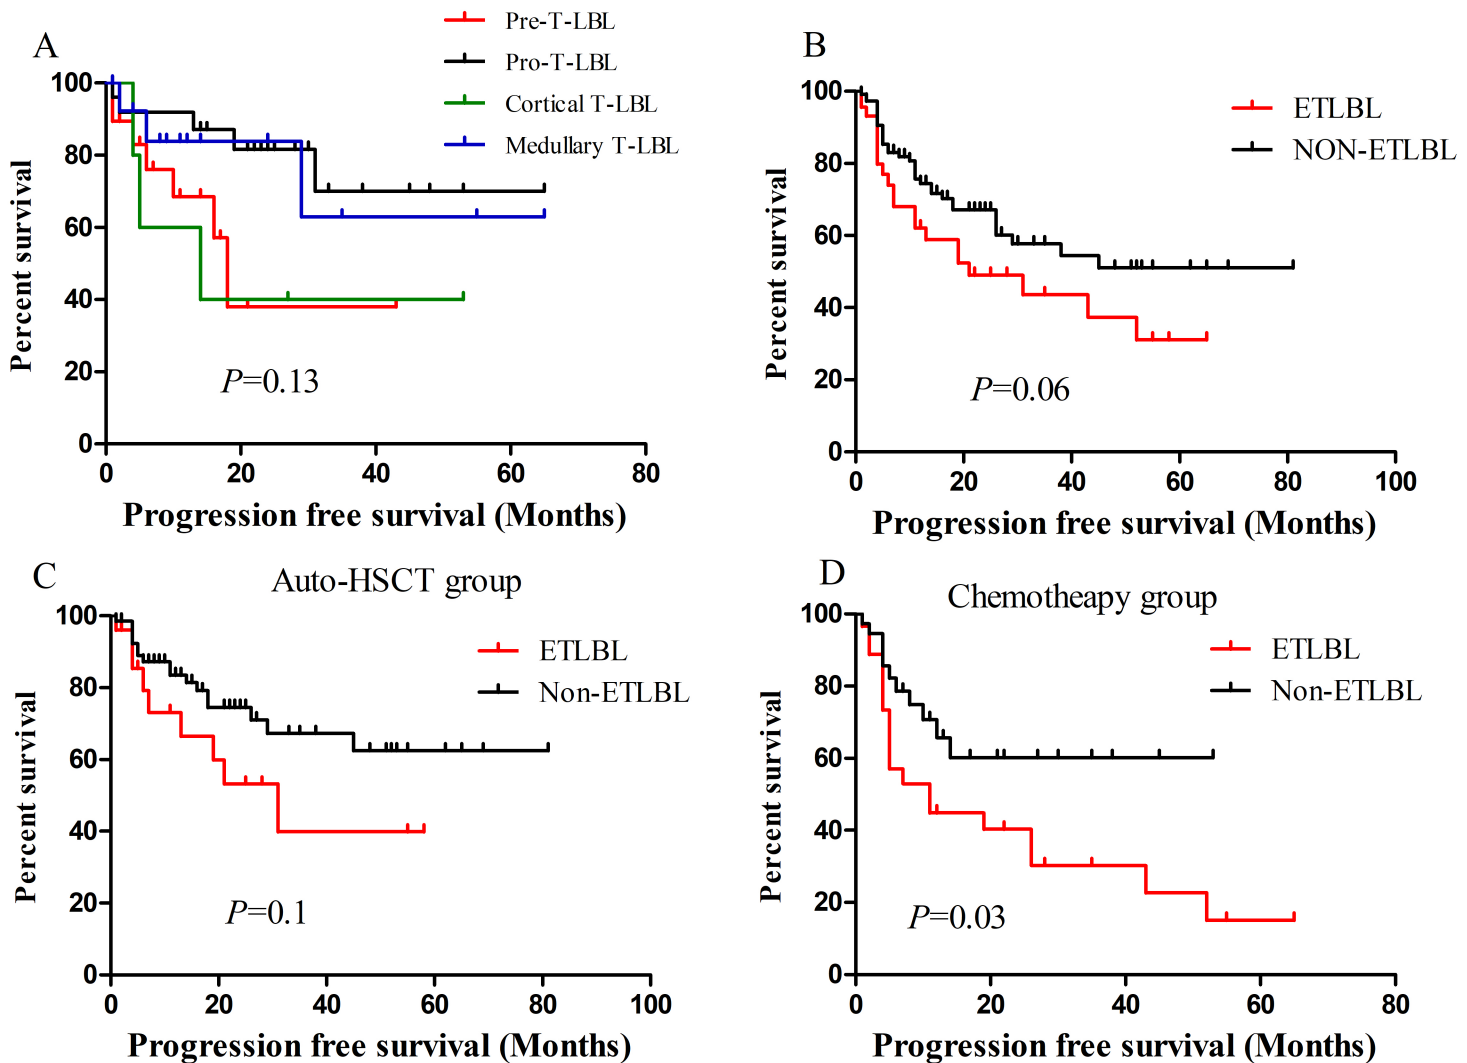 A
Pre-T-LBL
Pro-T-LBL
Cortical T-LBL
Medullary T-LBL
100
80
60
40
20
0
Percent survival
P=0.13
0 20 40 60 80
Progression free survival (Months)
B
ETLBL
NON-ETLBL
100
80
60
40
20
0
Percent survival
P=0.06
0 20 40 60 80 100
Progression free survival (Months)
C
Auto-HSCT group
ETLBL
Non-ETLBL
100
80
60
40
20
0
Percent survival
P=0.1
0 20 40 60 80 100
Progression free survival (Months)
D
Chemotheapy group
ETLBL
Non-ETLBL
100
80
60
40
20
0
Percent survival
P=0.03
0 20 40 60 80
Progression free survival (Months)